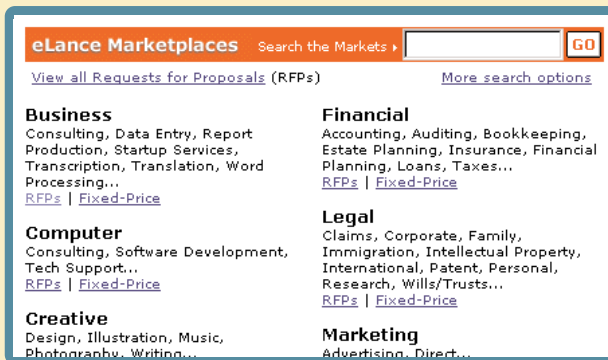 eLance Marketplaces Search the Markets GO
View all Requests for Proposals (RFPs) More search options
Business
Consulting, Data Entry, Report
Production, Startup Services,
Transcription, Translation, Word
Processing...
RFPs | Fixed-Price
Computer
Consulting, Software Development,
Tech Support...
RFPs | Fixed-Price
Creative
Design, Illustration, Music,
Photography, Writing...
Financial
Accounting, Auditing, Bookkeeping,
Estate Planning, Insurance, Financial
Planning, Loans, Taxes...
RFPs | Fixed-Price
Legal
Claims, Corporate, Family,
Immigration, Intellectual Property,
International, Patent, Personal,
Research, Wills/Trusts...
RFPs | Fixed-Price
Marketing
Advertising, Direct...